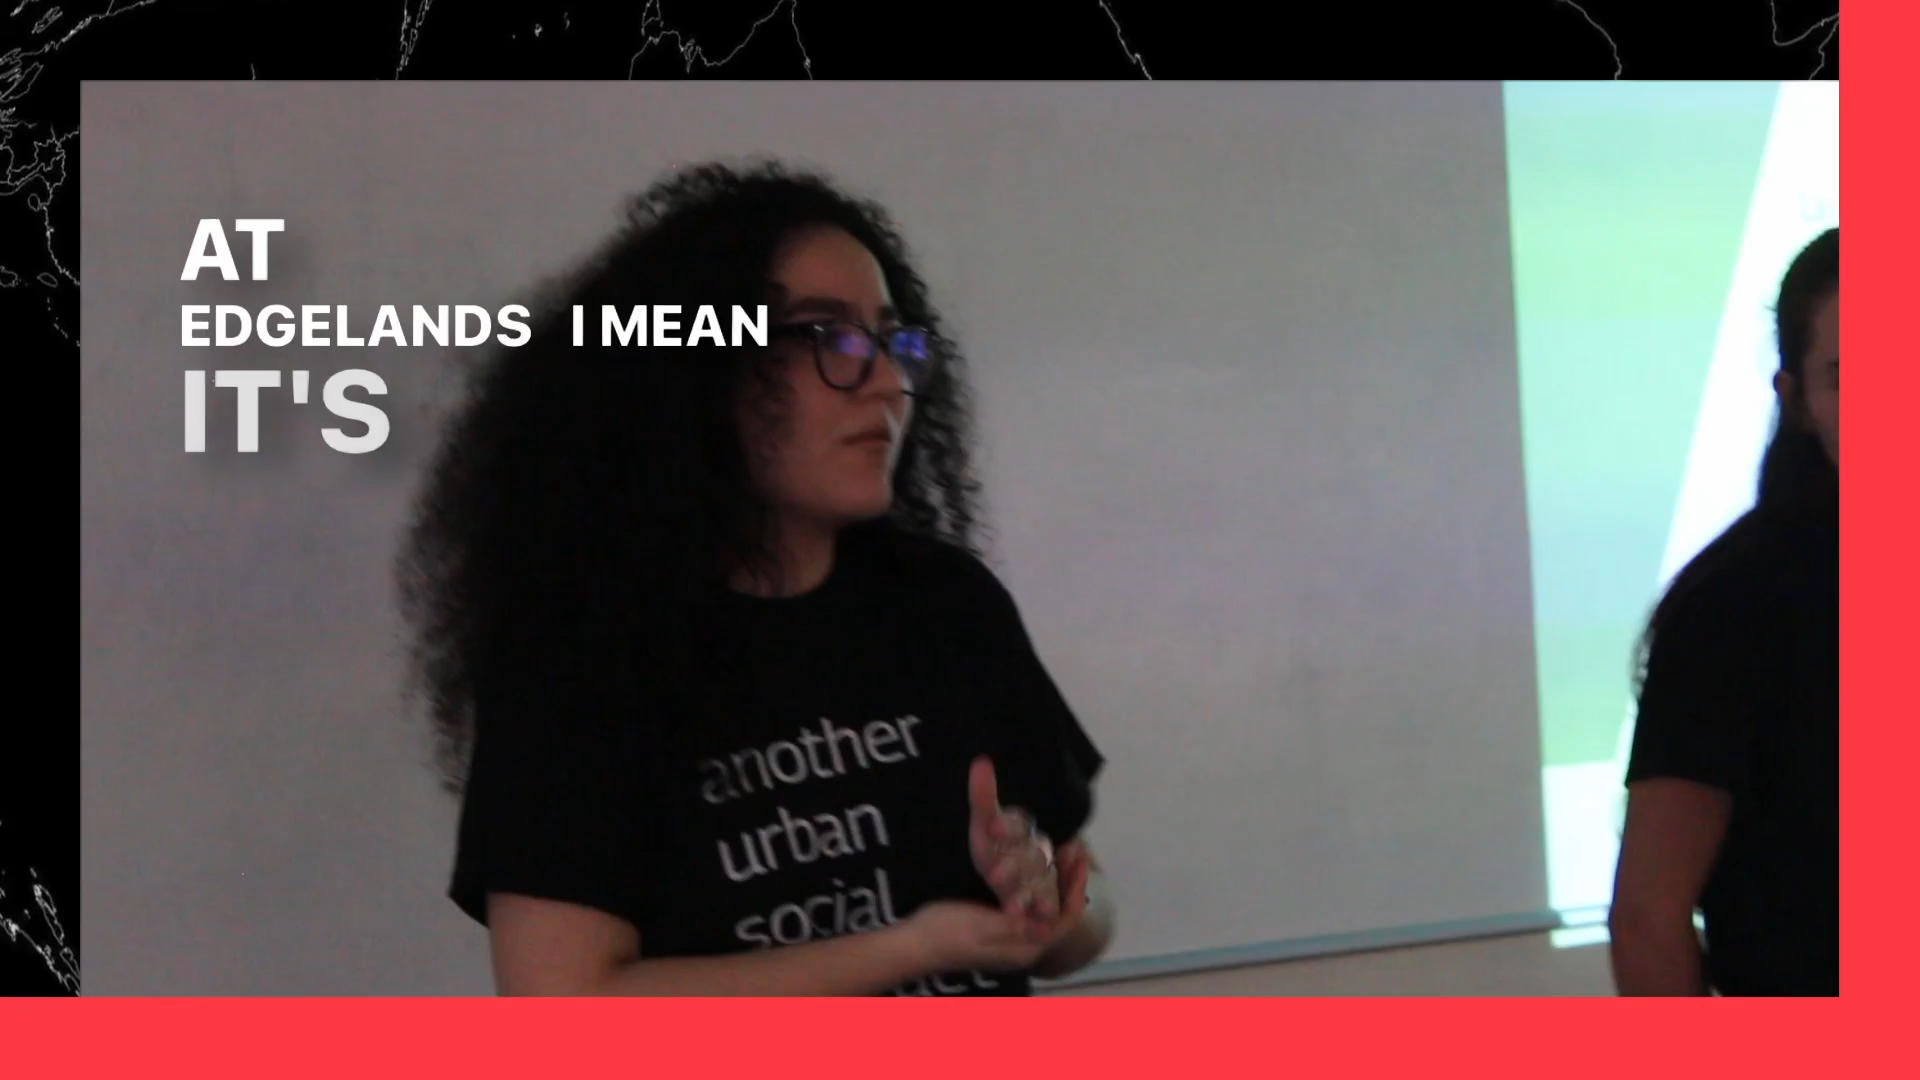 AT
EDGELANDS I MEAN
IT'S
another
urban
social